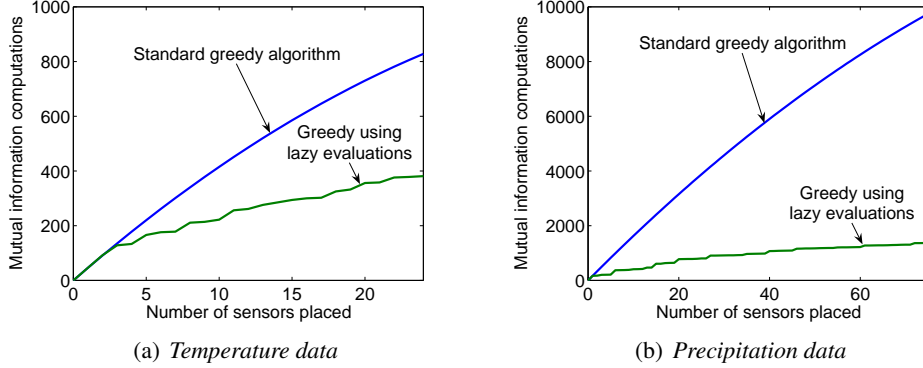 1000
800
600
400
200
0
Mutual information computations
Standard greedy algorithm
Greedy using
lazy evaluations
0 5 10 15 20
Number of sensors placed
(a) Temperature data
10000
8000
6000
4000
2000
0
Mutual information computations
Standard greedy
algorithm
Greedy using
lazy evaluations
0 20 40 60
Number of sensors placed
(b) Precipitation data